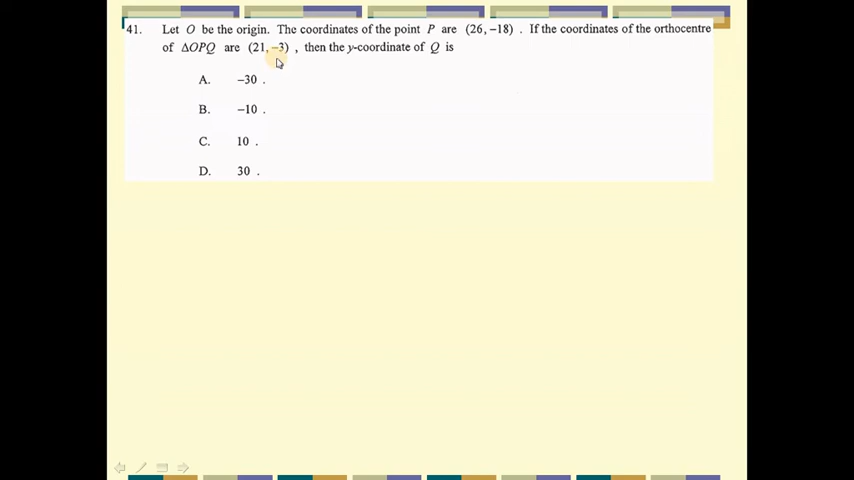 41. Let O be the origin. The coordinates of the point P are (26, −18) . If the coordinates of the orthocentre
of ΔOPQ are (21, −3) , then the y-coordinate of Q is
A. −30 .
B. −10 .
C. 10 .
D. 30 .